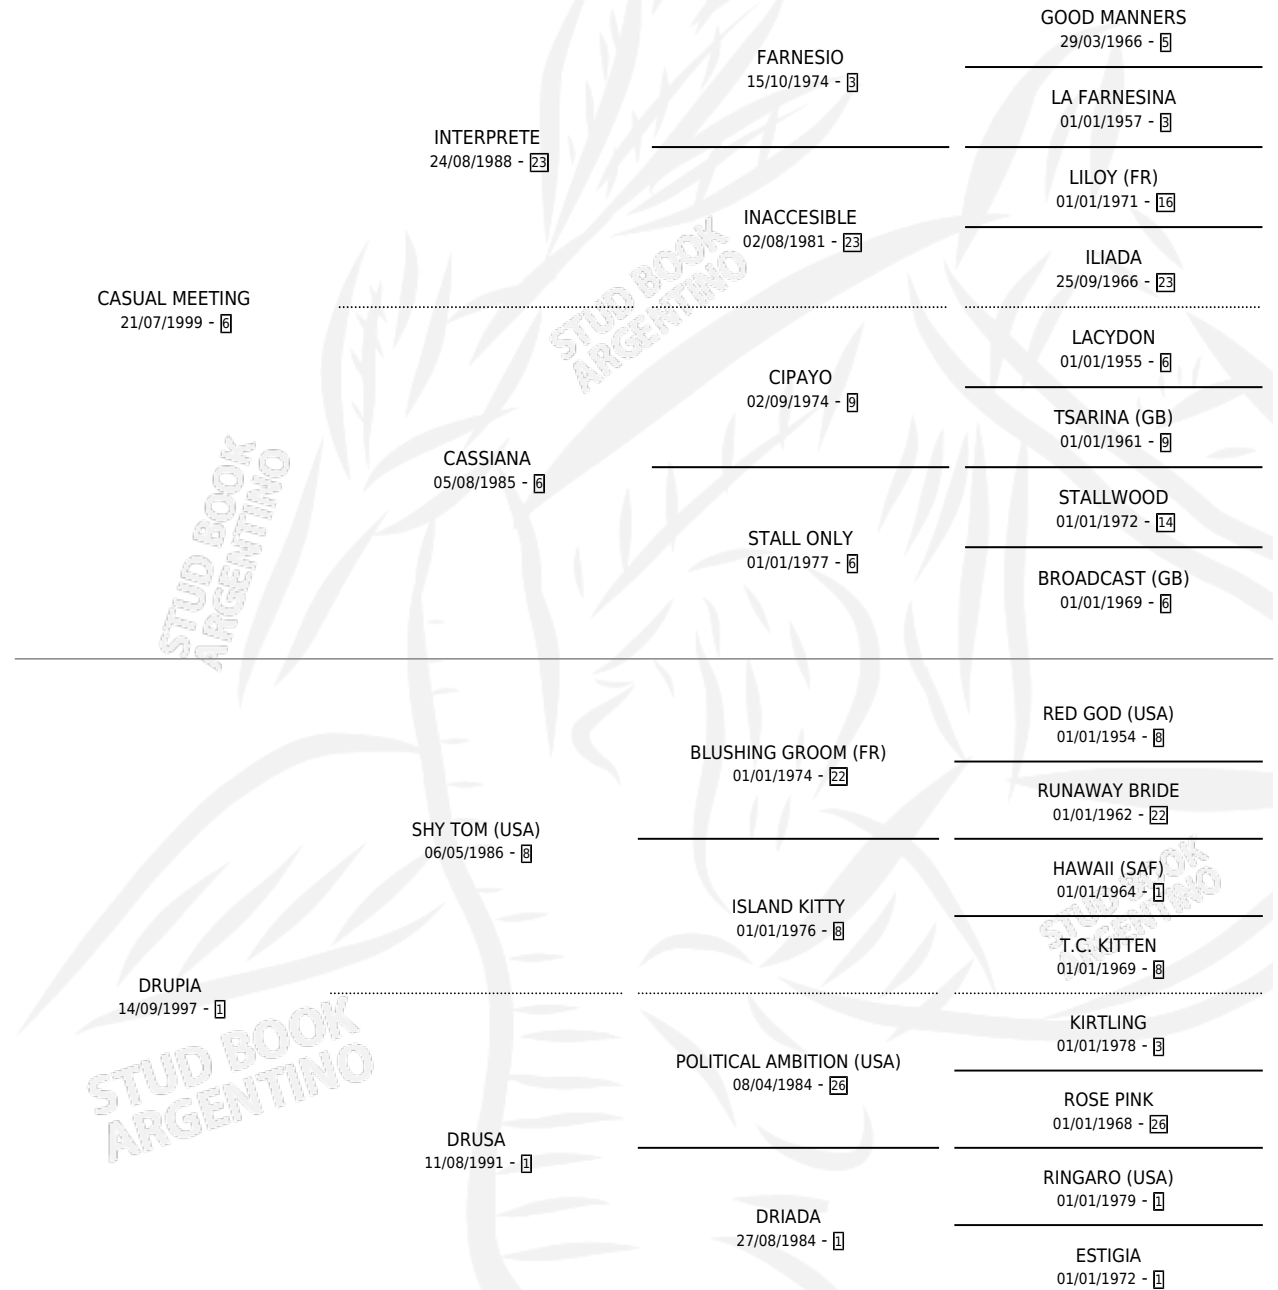 GOOD MANNERS
29/03/1966 - 5
FARNESIO
15/10/1974 - 3
LA FARNESINA
01/01/1957 - 3
INTERPRETE
24/08/1988 - 23
LILOY (FR)
01/01/1971 - 16
INACCESIBLE
02/08/1981 - 23
ILIADA
25/09/1966 - 23
CASUAL MEETING
21/07/1999 - 6
LACYDON
01/01/1955 - 6
CIPAYO
02/09/1974 - 9
TSARINA (GB)
01/01/1961 - 9
CASSIANA
05/08/1985 - 6
STALLWOOD
01/01/1972 - 14
STALL ONLY
01/01/1977 - 6
BROADCAST (GB)
01/01/1969 - 6
RED GOD (USA)
01/01/1954 - 8
BLUSHING GROOM (FR)
01/01/1974 - 22
RUNAWAY BRIDE
01/01/1962 - 22
SHY TOM (USA)
06/05/1986 - 8
HAWAII (SAF)
01/01/1964 - 1
ISLAND KITTY
01/01/1976 - 8
T.C. KITTEN
01/01/1969 - 8
DRUPIA
14/09/1997 - 1
KIRTLING
01/01/1978 - 3
POLITICAL AMBITION (USA)
08/04/1984 - 26
ROSE PINK
01/01/1968 - 26
DRUSA
11/08/1991 - 1
RINGARO (USA)
01/01/1979 - 1
DRIADA
27/08/1984 - 1
ESTIGIA
01/01/1972 - 1
STUD BOOK
ARGENTINO
STUD BOOK
ARGENTINO
STUD BOOK
ARGENTINO
STUD BOOK
ARGENTINO